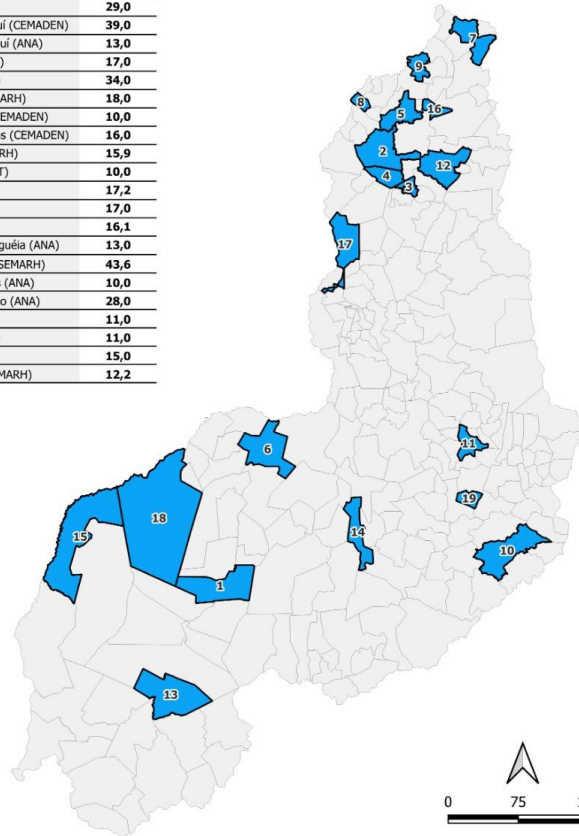 29,0
uí (CEMADEN) 39,0
uí (ANA) 13,0
) 17,0
34,0
ARH) 18,0
EMADEN) 10,0
as (CEMADEN) 16,0
RH) 15,9
T) 10,0
17,2
17,0
16,1
guéia (ANA) 13,0
SEMARH) 43,6
s (ANA) 10,0
o (ANA) 28,0
11,0
11,0
15,0
MARH) 12,2
7
9
8
5
16
2
12
4
3
17
6
11
18
19
14
15
10
1
13
0 75